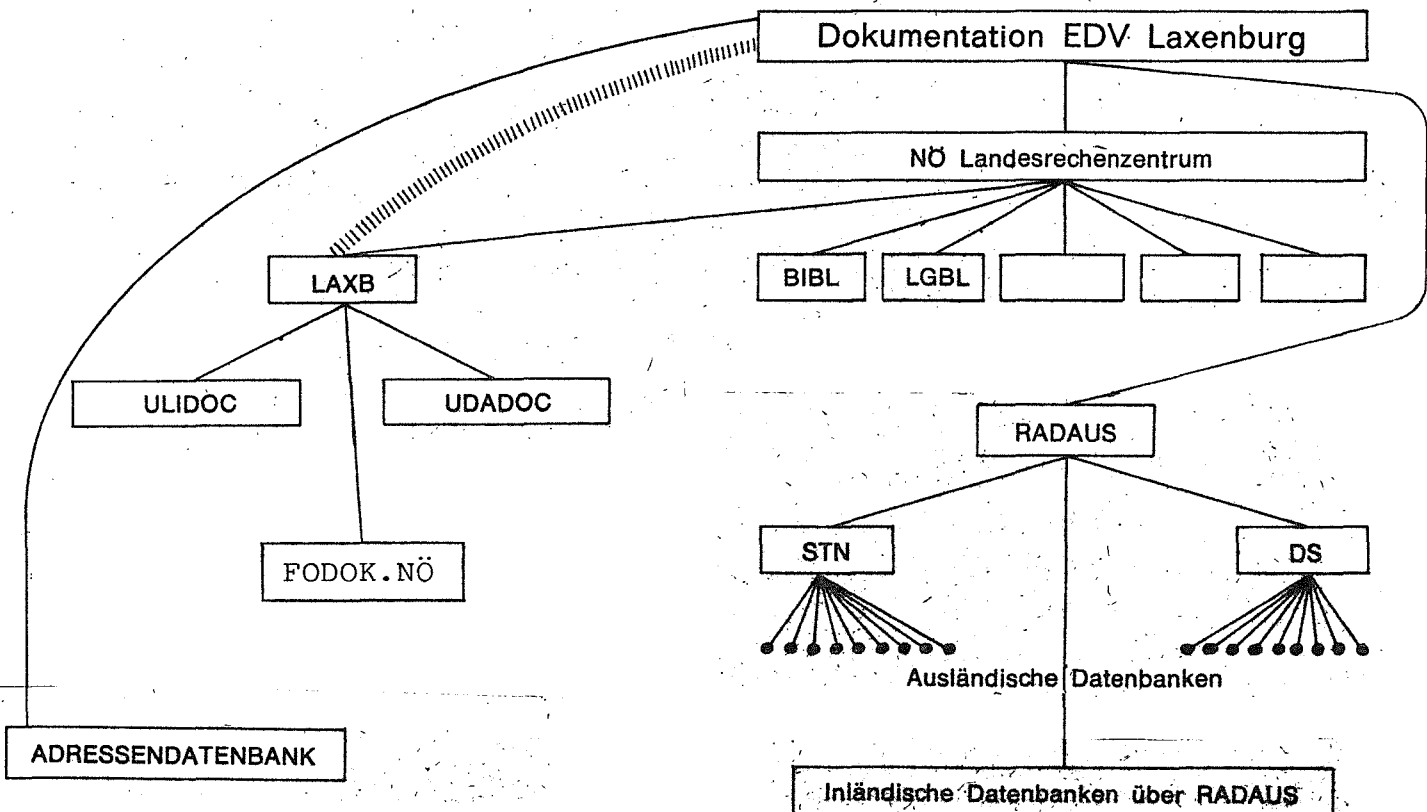 Dokumentation EDV Laxenburg
NÖ Landesrechenzentrum
LAXB
BIBL
LGBL
ULIDOC
UDADOC
RADAUS
STN
DS
FODOK.NÖ
Ausländische Datenbanken
ADRESSENDATENBANK
Inländische Datenbanken über RADAUS